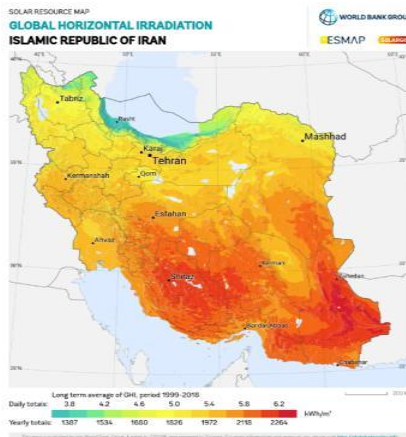 SOLAR RESOURCE MAP
GLOBAL HORIZONTAL IRRADIATION
ISLAMIC REPUBLIC OF IRAN
WORLD BANK GROUP
ESMAP
SOLARGIS
Tabriz
Rasht
Mashhad
Karaj
Tehran
Qom
Kermanshah
Esfahan
Ahvaz
Kerman
Shiraz
Zahedan
Bandar Abbas
Chabahar
Long term average of GHI, period 1999-2018
Daily totals: 3.8 4.2 4.6 5.0 5.4 5.8 6.2
kWh/m²
Yearly totals: 1387 1534 1680 1826 1972 2118 2264